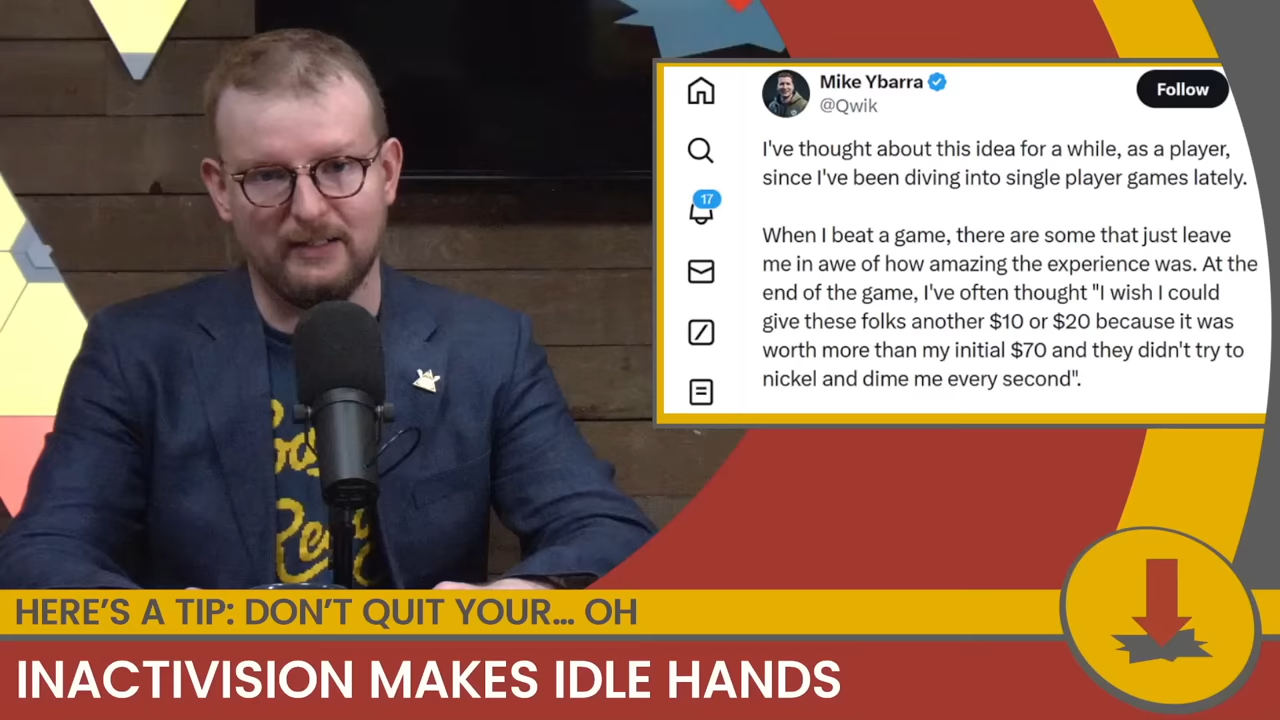 Mike Ybarra
@Qwik
Follow
17
I've thought about this idea for a while, as a player,
since I've been diving into single player games lately.
When I beat a game, there are some that just leave
me in awe of how amazing the experience was. At the
end of the game, I've often thought "I wish I could
give these folks another $10 or $20 because it was
worth more than my initial $70 and they didn't try to
nickel and dime me every second".
HERE'S A TIP: DON'T QUIT YOUR... OH
INACTIVISION MAKES IDLE HANDS